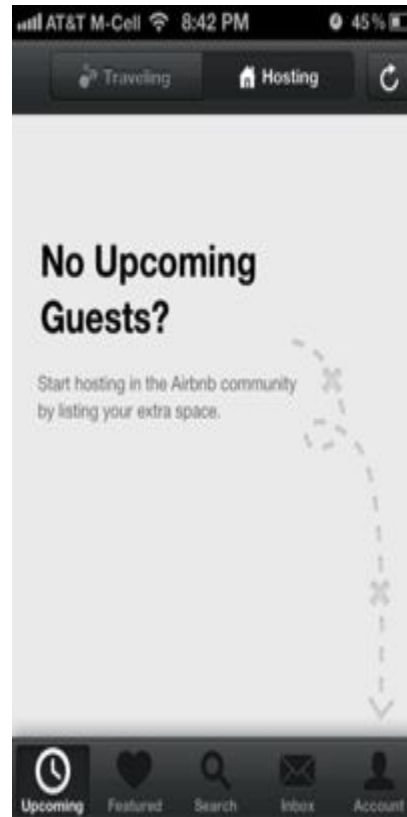 AT&T M-Cell 8:42 PM 45%
Traveling Hosting
No Upcoming
Guests?
Start hosting in the Airbnb community
by listing your extra space.
Upcoming Featured Search Inbox Account